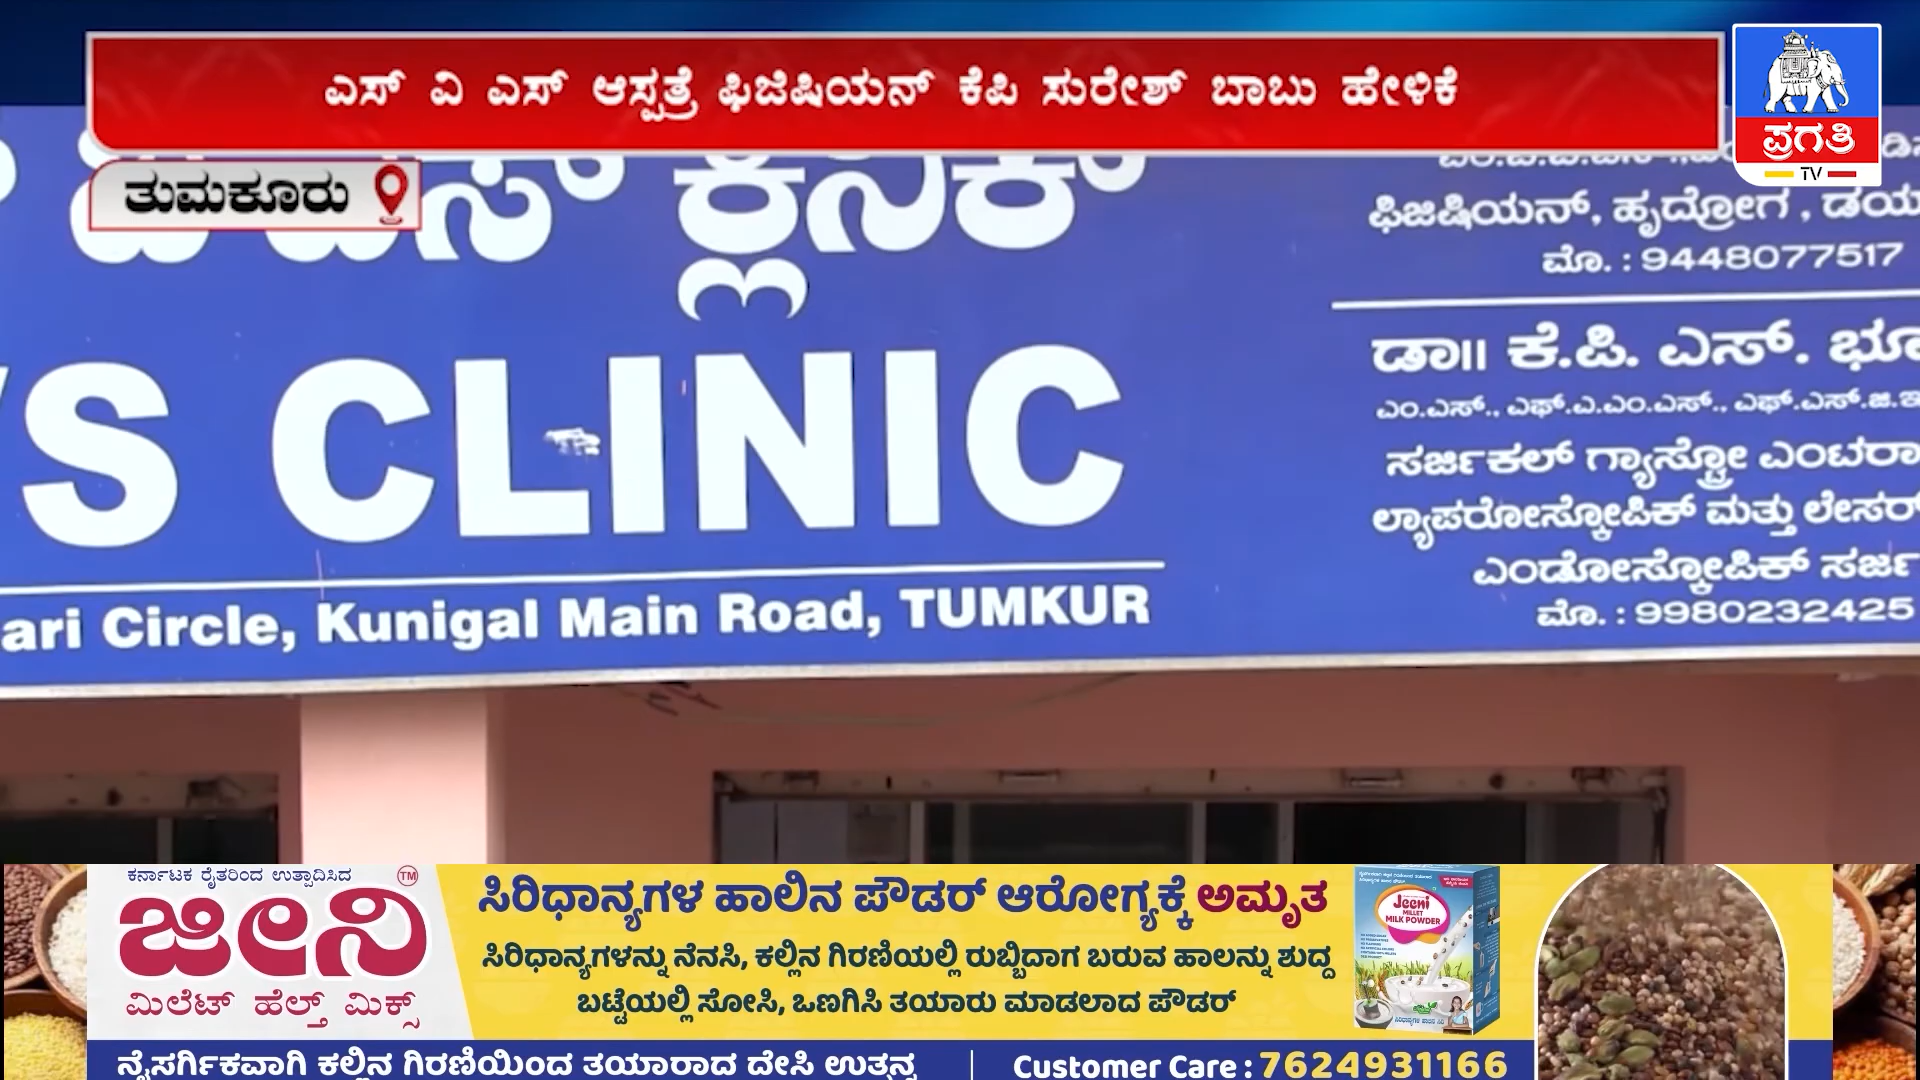 ಎಸ್ ವಿ ಎಸ್ ಆಸ್ಪತ್ರೆ ಫಿಜಿಷಿಯನ್ ಕೆಪಿ ಸುರೇಶ್ ಬಾಬು ಹೇಳಿಕೆ
ಪ್ರಗತಿ
TV
ತುಮಕೂರು
ಕ್ಲಿನಿಕ್
ಫಿಜಿಷಿಯನ್, ಹೃದ್ರೋಗ , ಡಯ
ಮೊ. : 9448077517
S CLINIC
ari Circle, Kunigal Main Road, TUMKUR
ಡಾ|| ಕೆ.ಪಿ. ಎಸ್. ಭೂ
ಎಂ.ಎಸ್., ಎಫ್.ಎ.ಎಂ.ಎಸ್., ಎಫ್.ಎಸ್.ಜಿ.ಇ
ಸರ್ಜಿಕಲ್ ಗ್ಯಾಸ್ಟ್ರೋ ಎಂಟರಾ
ಲ್ಯಾಪರೋಸ್ಕೋಪಿಕ್ ಮತ್ತು ಲೇಸರ್
ಎಂಡೋಸ್ಕೋಪಿಕ್ ಸರ್ಜ
ಮೊ. : 9980232425
ಕರ್ನಾಟಕ ರೈತರಿಂದ ಉತ್ಪಾದಿಸಿದ
ಜೀನಿ TM
ಮಿಲೆಟ್ ಹೆಲ್ತ್ ಮಿಕ್ಸ್
ಸಿರಿಧಾನ್ಯಗಳ ಹಾಲಿನ ಪೌಡರ್ ಆರೋಗ್ಯಕ್ಕೆ ಅಮೃತ
ಸಿರಿಧಾನ್ಯಗಳನ್ನು ನೆನಸಿ, ಕಲ್ಲಿನ ಗಿರಣಿಯಲ್ಲಿ ರುಬ್ಬಿದಾಗ ಬರುವ ಹಾಲನ್ನು ಶುದ್ದ
ಬಟ್ಟೆಯಲ್ಲಿ ಸೋಸಿ, ಒಣಗಿಸಿ ತಯಾರು ಮಾಡಲಾದ ಪೌಡರ್
Jeeni
MILLET
MILK POWDER
ನೈಸರ್ಗಿಕವಾಗಿ ಕಲ್ಲಿನ ಗಿರಣಿಯಿಂದ ತಯಾರಾದ ದೇಸಿ ಉತ್ಪನ್ನ
Customer Care : 7624931166